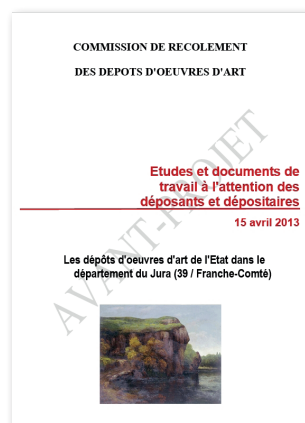 COMMISSION DE RECOLEMENT
DES DEPOTS D'OEUVRES D'ART
AVANT-PROJET
Etudes et documents de
travail à l'attention des
déposants et dépositaires
15 avril 2013
Les dépôts d'oeuvres d'art de l'Etat dans le
département du Jura (39 / Franche-Comté)